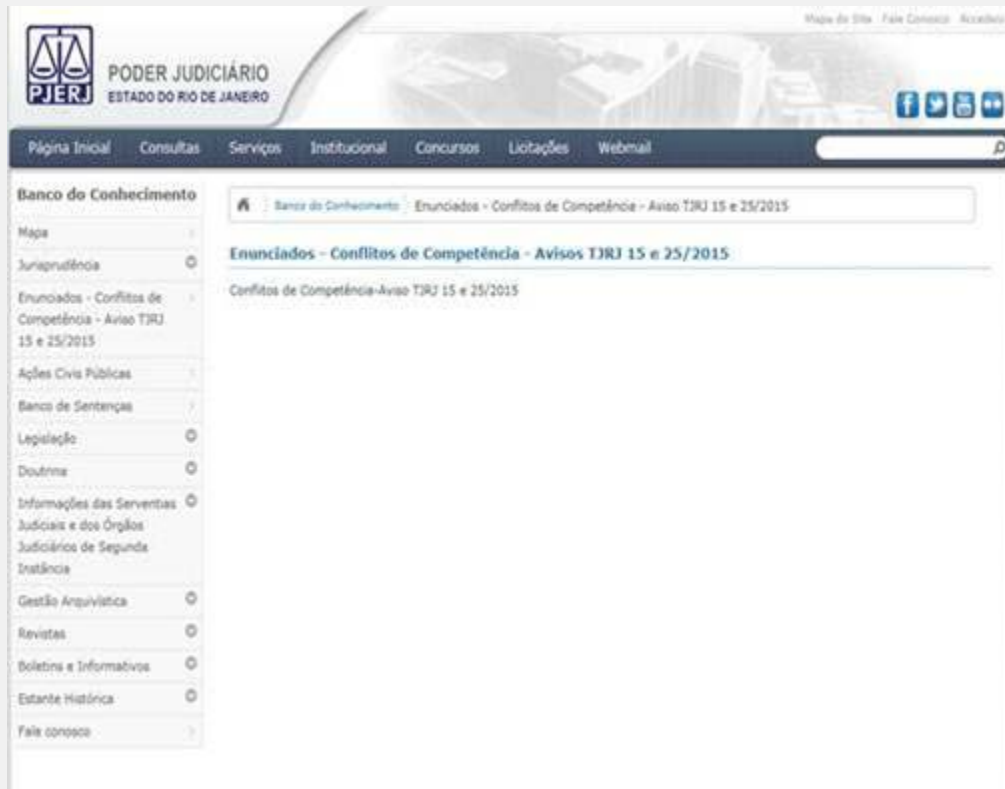 Mapa do Site Fale Conosco
PJERJ
PODER JUDICIÁRIO
ESTADO DO RIO DE JANEIRO
Página Inicial Consultas Serviços Institucional Concursos Licitações Webmail
Banco do Conhecimento
Mapa
Jurisprudência
Enunciados - Conflitos de
Competência - Aviso TJRJ
15 e 25/2015
Ações Civis Públicas
Banco de Sentenças
Legislação
Doutrina
Informações das Serventias
Judiciais e dos Órgãos
Judiciários de Segunda
Instância
Gestão Arquivística
Revistas
Boletins e Informativos
Estante Histórica
Fale conosco
Banco do Conhecimento Enunciados - Conflitos de Competência - Aviso TJRJ 15 e 25/2015
Enunciados - Conflitos de Competência - Avisos TJRJ 15 e 25/2015
Conflitos de Competência-Aviso TJRJ 15 e 25/2015